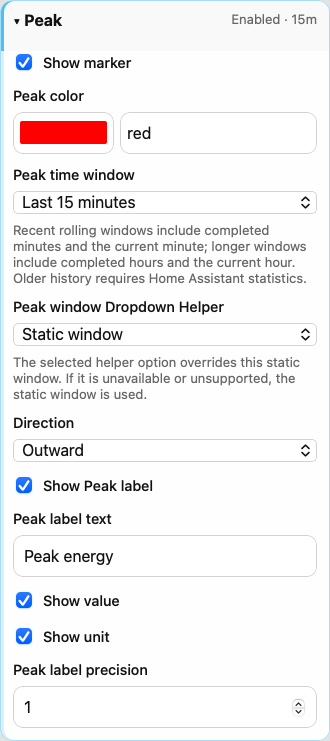 Peak
Enabled · 15m
Show marker
Peak color
red
Peak time window
Last 15 minutes
Recent rolling windows include completed
minutes and the current minute; longer windows
include completed hours and the current hour.
Older history requires Home Assistant statistics.
Peak window Dropdown Helper
Static window
The selected helper option overrides this static
window. If it is unavailable or unsupported, the
static window is used.
Direction
Outward
Show Peak label
Peak label text
Peak energy
Show value
Show unit
Peak label precision
1